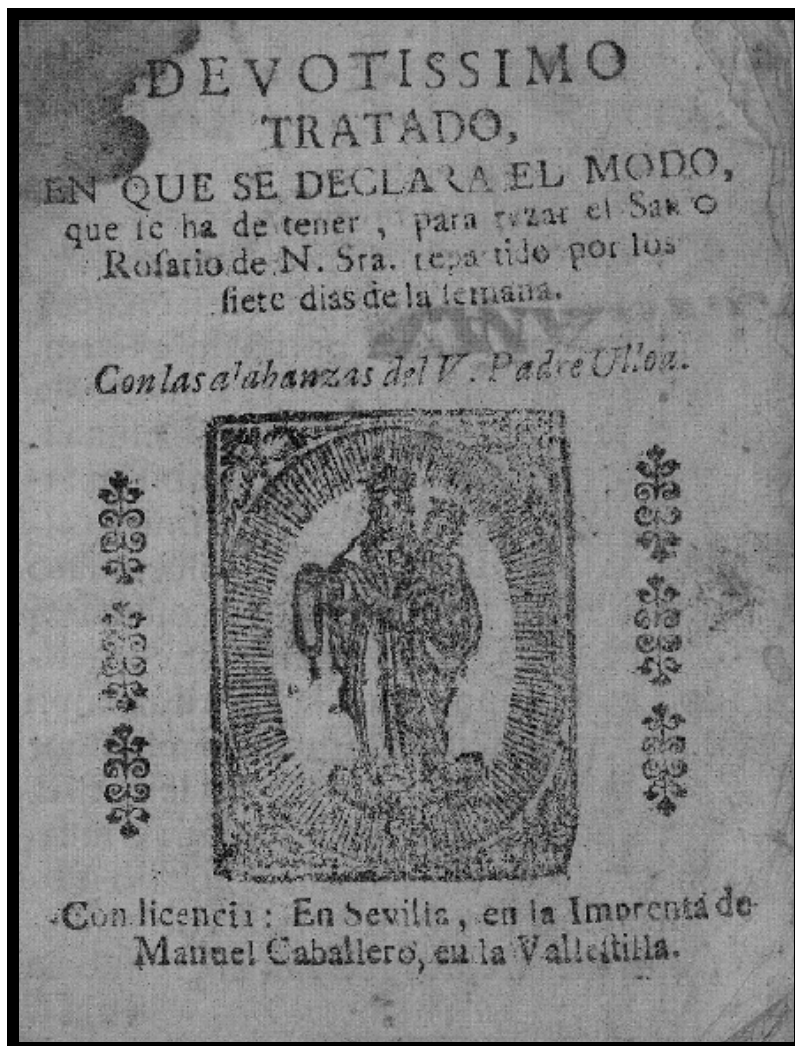 DEVOTISSIMO
TRATADO,
EN QUE SE DECLARA EL MODO,
que se ha de tener, para rezar el Santo
Rosario de N. Sra. repartido por los
siete dias de la semana.
Con las alabanzas del V. Padre Ulloa.
Con licencia: En Sevilla, en la Imprenta de
Manuel Caballero, en la Vallestilla.